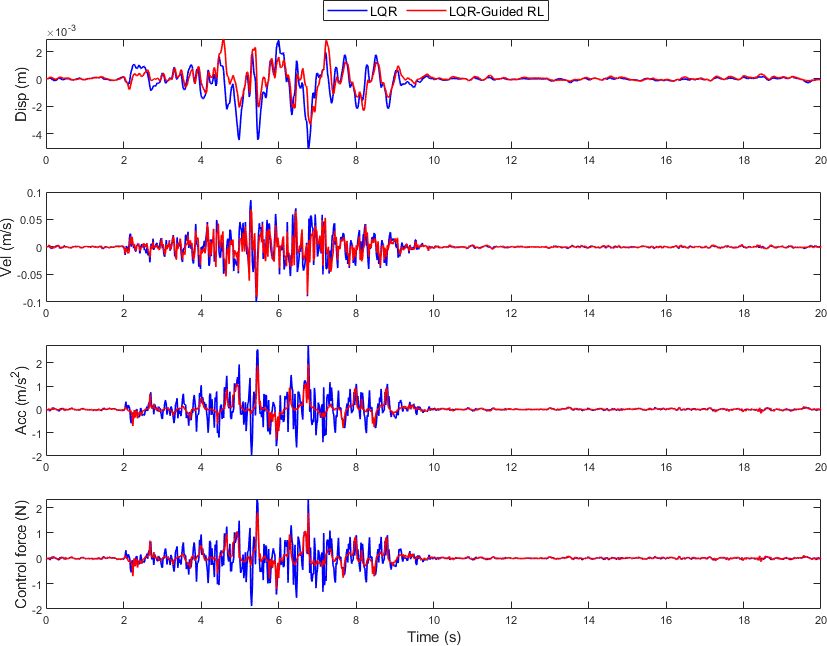 LQR LQR-Guided RL
×10⁻³
2
0
-2
-4
Disp (m)
0 2 4 6 8 10 12 14 16 18 20
0.1
0.05
0
-0.05
-0.1
Vel (m/s)
0 2 4 6 8 10 12 14 16 18 20
2
1
0
-1
-2
Acc (m/s²)
0 2 4 6 8 10 12 14 16 18 20
2
1
0
-1
-2
Control force (N)
0 2 4 6 8 10 12 14 16 18 20
Time (s)